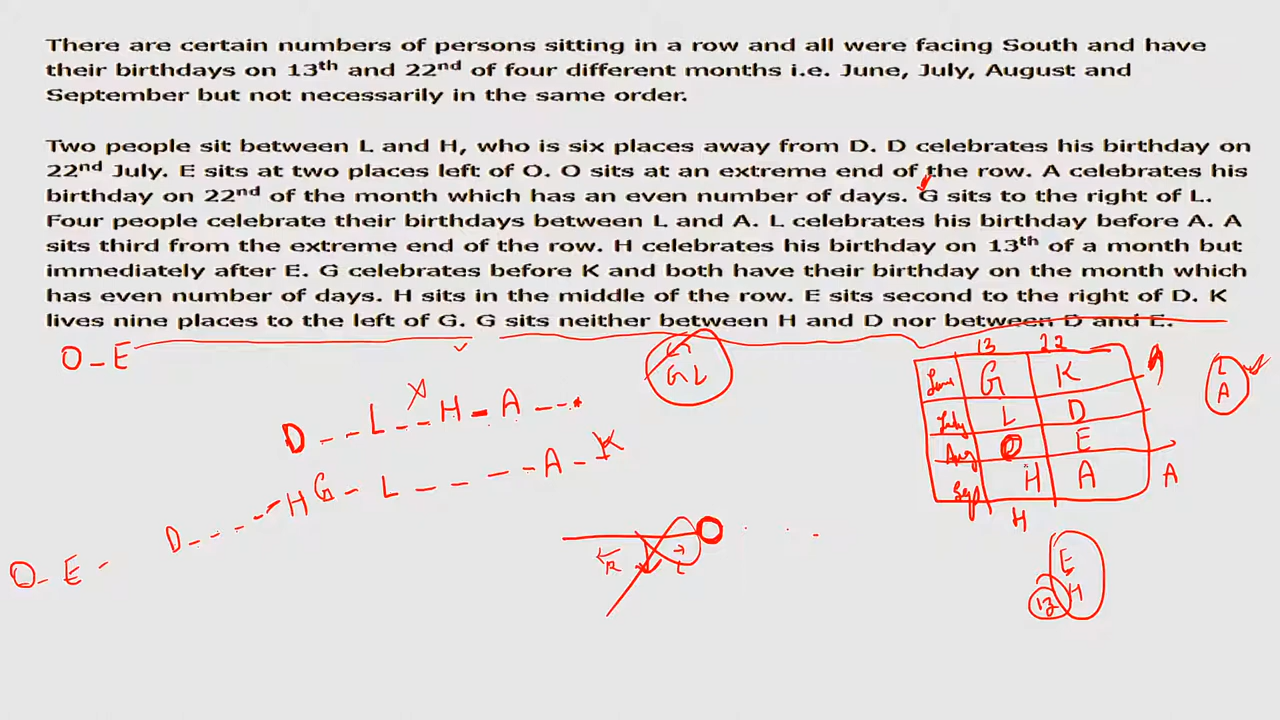 There are certain numbers of persons sitting in a row and all were facing South and have
their birthdays on 13th and 22nd of four different months i.e. June, July, August and
September but not necessarily in the same order.
Two people sit between L and H, who is six places away from D. D celebrates his birthday on
22nd July. E sits at two places left of O. O sits at an extreme end of the row. A celebrates his
birthday on 22nd of the month which has an even number of days. G sits to the right of L.
Four people celebrate their birthdays between L and A. L celebrates his birthday before A. A
sits third from the extreme end of the row. H celebrates his birthday on 13th of a month but
immediately after E. G celebrates before K and both have their birthday on the month which
has even number of days. H sits in the middle of the row. E sits second to the right of D. K
lives nine places to the left of G. G sits neither between H and D nor between D and E.
O _ E
G L
13 22
June G K A
July L D
Aug O E
Sep H A A
H
L
A
D _ _ L _ _ H _ A _ _
H G _ L _ _ _ _ A _ K
O _ E _ D _ _ _ _
O
R L
E
13 H